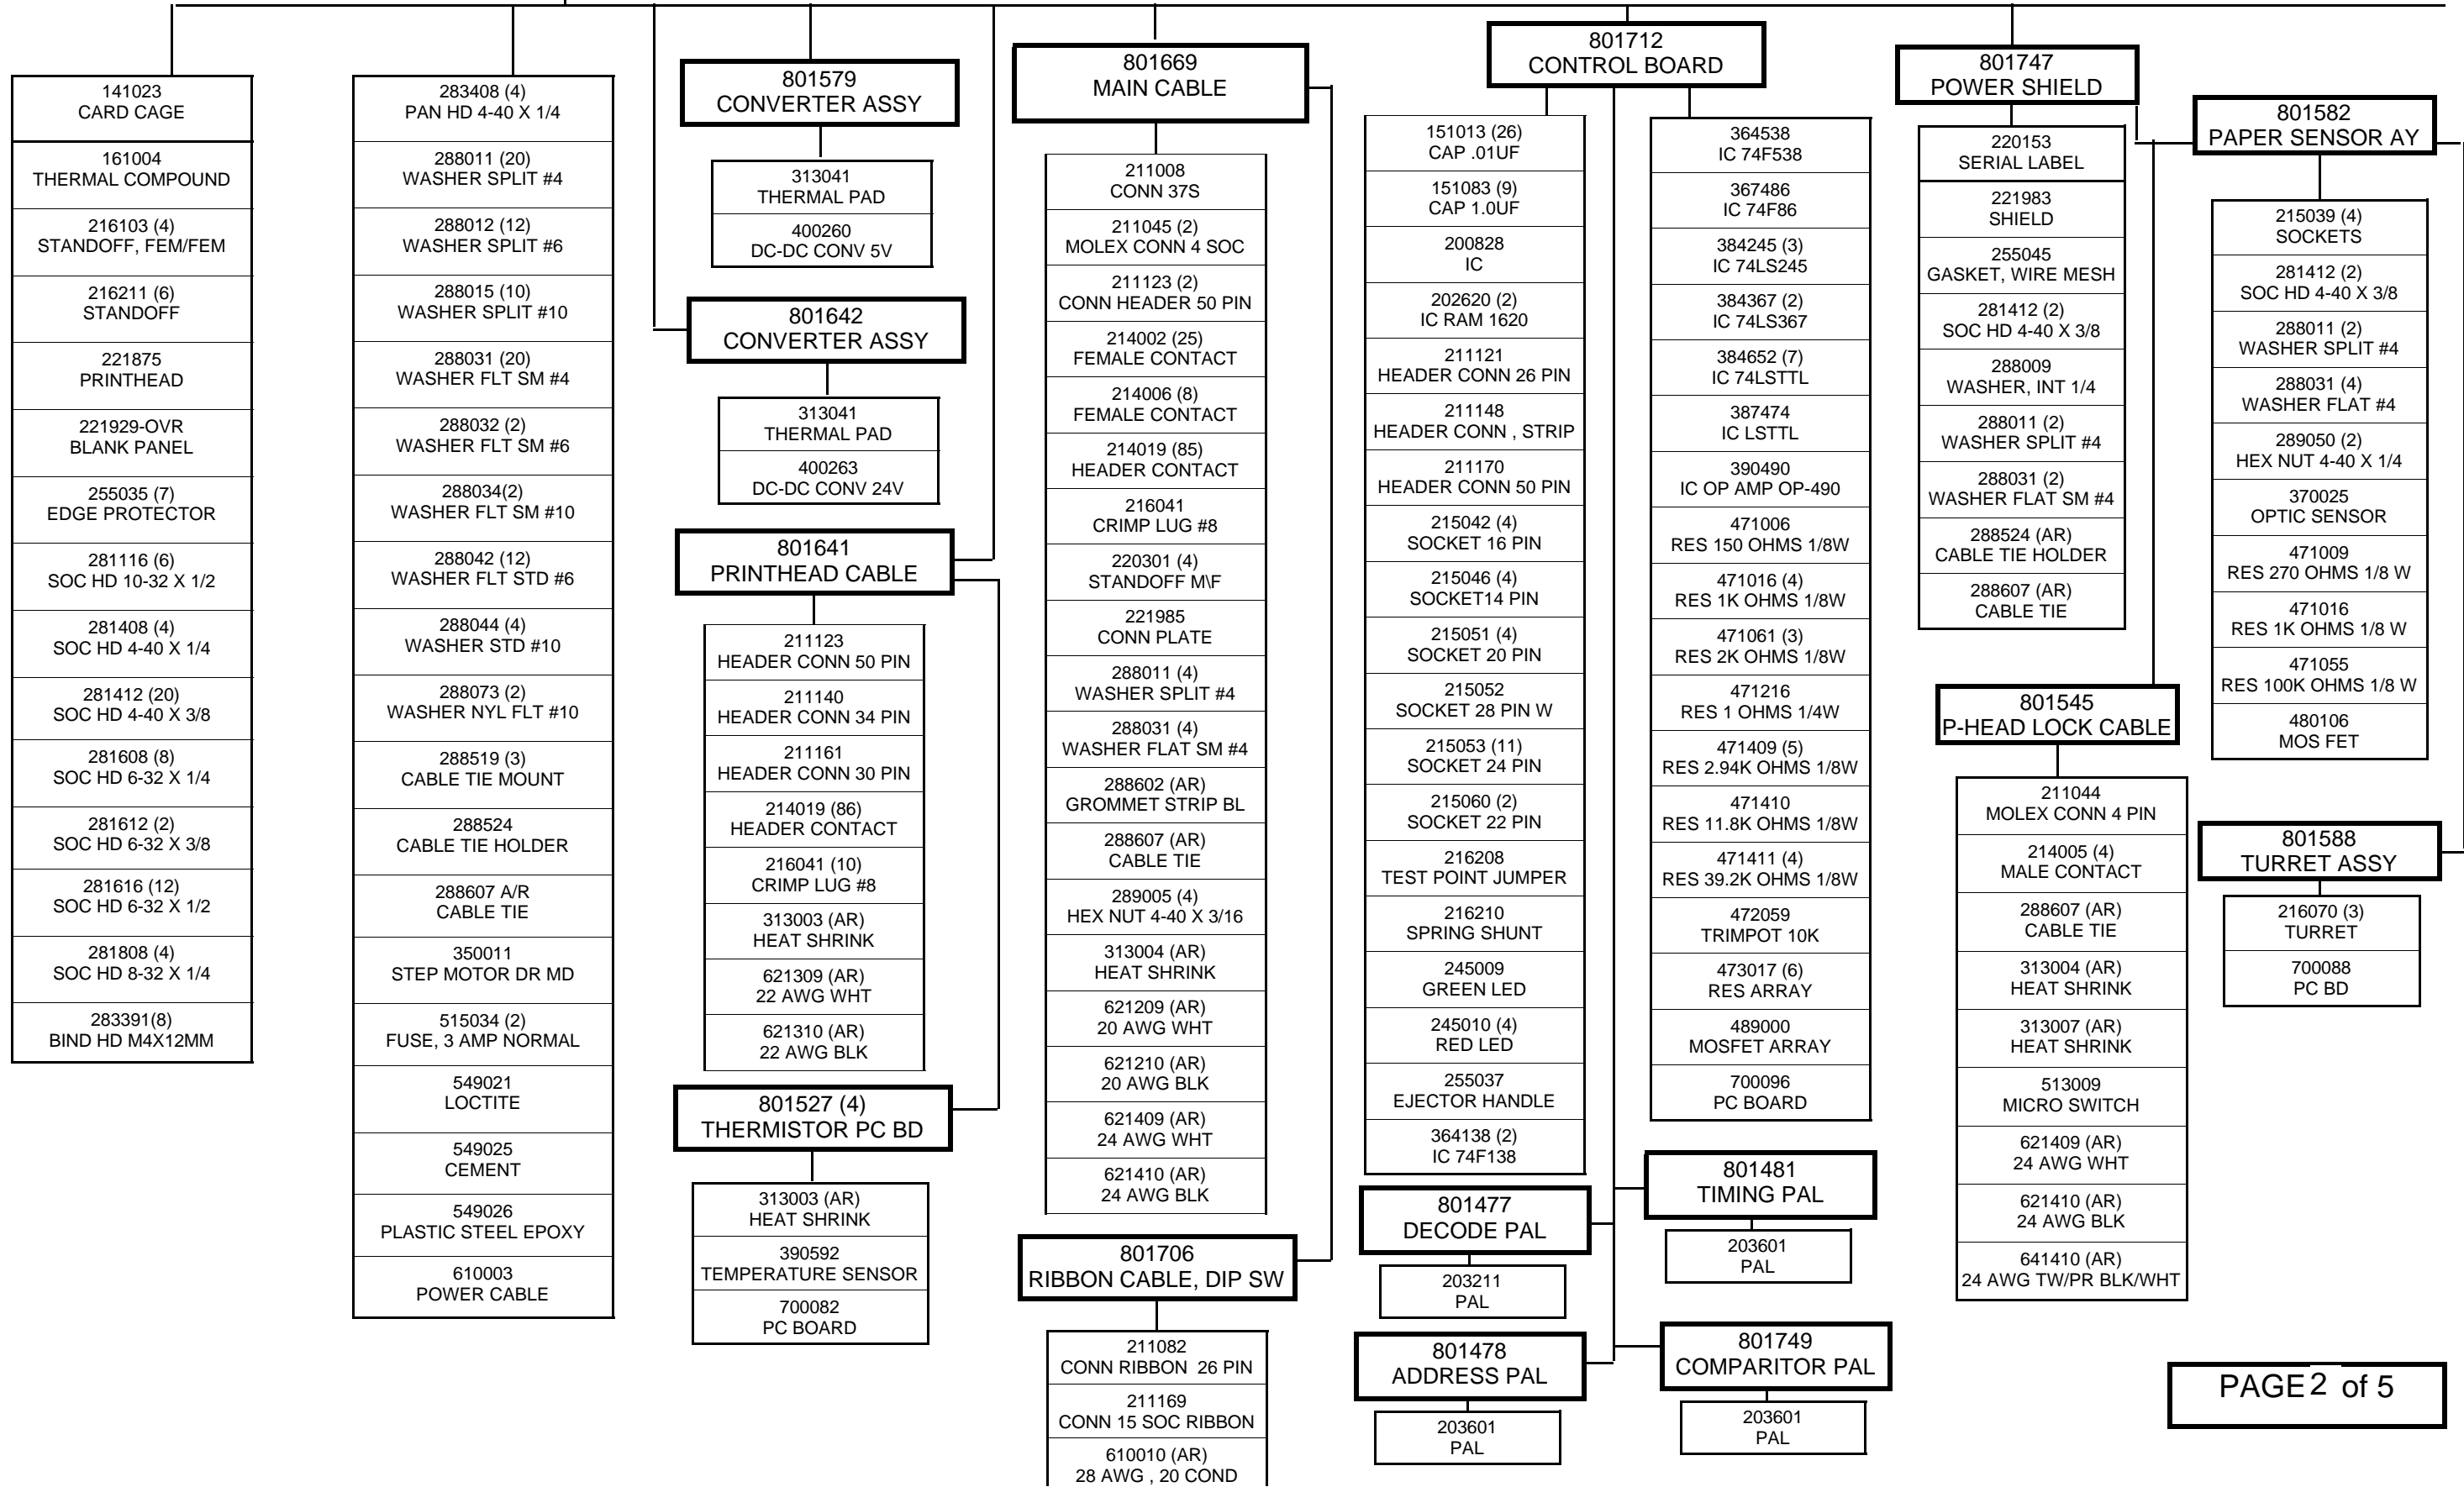 141023
CARD CAGE
161004
THERMAL COMPOUND
216103 (4)
STANDOFF, FEM/FEM
216211 (6)
STANDOFF
221875
PRINTHEAD
221929-OVR
BLANK PANEL
255035 (7)
EDGE PROTECTOR
281116 (6)
SOC HD 10-32 X 1/2
281408 (4)
SOC HD 4-40 X 1/4
281412 (20)
SOC HD 4-40 X 3/8
281608 (8)
SOC HD 6-32 X 1/4
281612 (2)
SOC HD 6-32 X 3/8
281616 (12)
SOC HD 6-32 X 1/2
281808 (4)
SOC HD 8-32 X 1/4
283391(8)
BIND HD M4X12MM
283408 (4)
PAN HD 4-40 X 1/4
288011 (20)
WASHER SPLIT #4
288012 (12)
WASHER SPLIT #6
288015 (10)
WASHER SPLIT #10
288031 (20)
WASHER FLT SM #4
288032 (2)
WASHER FLT SM #6
288034(2)
WASHER FLT SM #10
288042 (12)
WASHER FLT STD #6
288044 (4)
WASHER STD #10
288073 (2)
WASHER NYL FLT #10
288519 (3)
CABLE TIE MOUNT
288524
CABLE TIE HOLDER
288607 A/R
CABLE TIE
350011
STEP MOTOR DR MD
515034 (2)
FUSE, 3 AMP NORMAL
549021
LOCTITE
549025
CEMENT
549026
PLASTIC STEEL EPOXY
610003
POWER CABLE
801579
CONVERTER ASSY
313041
THERMAL PAD
400260
DC-DC CONV 5V
801642
CONVERTER ASSY
313041
THERMAL PAD
400263
DC-DC CONV 24V
801641
PRINTHEAD CABLE
211123
HEADER CONN 50 PIN
211140
HEADER CONN 34 PIN
211161
HEADER CONN 30 PIN
214019 (86)
HEADER CONTACT
216041 (10)
CRIMP LUG #8
313003 (AR)
HEAT SHRINK
621309 (AR)
22 AWG WHT
621310 (AR)
22 AWG BLK
801527 (4)
THERMISTOR PC BD
313003 (AR)
HEAT SHRINK
390592
TEMPERATURE SENSOR
700082
PC BOARD
801669
MAIN CABLE
211008
CONN 37S
211045 (2)
MOLEX CONN 4 SOC
211123 (2)
CONN HEADER 50 PIN
214002 (25)
FEMALE CONTACT
214006 (8)
FEMALE CONTACT
214019 (85)
HEADER CONTACT
216041
CRIMP LUG #8
220301 (4)
STANDOFF M\F
221985
CONN PLATE
288011 (4)
WASHER SPLIT #4
288031 (4)
WASHER FLAT SM #4
288602 (AR)
GROMMET STRIP BL
288607 (AR)
CABLE TIE
289005 (4)
HEX NUT 4-40 X 3/16
313004 (AR)
HEAT SHRINK
621209 (AR)
20 AWG WHT
621210 (AR)
20 AWG BLK
621409 (AR)
24 AWG WHT
621410 (AR)
24 AWG BLK
801706
RIBBON CABLE, DIP SW
211082
CONN RIBBON 26 PIN
211169
CONN 15 SOC RIBBON
610010 (AR)
28 AWG , 20 COND
801712
CONTROL BOARD
151013 (26)
CAP .01UF
151083 (9)
CAP 1.0UF
200828
IC
202620 (2)
IC RAM 1620
211121
HEADER CONN 26 PIN
211148
HEADER CONN , STRIP
211170
HEADER CONN 50 PIN
215042 (4)
SOCKET 16 PIN
215046 (4)
SOCKET14 PIN
215051 (4)
SOCKET 20 PIN
215052
SOCKET 28 PIN W
215053 (11)
SOCKET 24 PIN
215060 (2)
SOCKET 22 PIN
216208
TEST POINT JUMPER
216210
SPRING SHUNT
245009
GREEN LED
245010 (4)
RED LED
255037
EJECTOR HANDLE
364138 (2)
IC 74F138
364538
IC 74F538
367486
IC 74F86
384245 (3)
IC 74LS245
384367 (2)
IC 74LS367
384652 (7)
IC 74LSTTL
387474
IC LSTTL
390490
IC OP AMP OP-490
471006
RES 150 OHMS 1/8W
471016 (4)
RES 1K OHMS 1/8W
471061 (3)
RES 2K OHMS 1/8W
471216
RES 1 OHMS 1/4W
471409 (5)
RES 2.94K OHMS 1/8W
471410
RES 11.8K OHMS 1/8W
471411 (4)
RES 39.2K OHMS 1/8W
472059
TRIMPOT 10K
473017 (6)
RES ARRAY
489000
MOSFET ARRAY
700096
PC BOARD
801477
DECODE PAL
203211
PAL
801478
ADDRESS PAL
203601
PAL
801481
TIMING PAL
203601
PAL
801749
COMPARITOR PAL
203601
PAL
801747
POWER SHIELD
220153
SERIAL LABEL
221983
SHIELD
255045
GASKET, WIRE MESH
281412 (2)
SOC HD 4-40 X 3/8
288009
WASHER, INT 1/4
288011 (2)
WASHER SPLIT #4
288031 (2)
WASHER FLAT SM #4
288524 (AR)
CABLE TIE HOLDER
288607 (AR)
CABLE TIE
801545
P-HEAD LOCK CABLE
211044
MOLEX CONN 4 PIN
214005 (4)
MALE CONTACT
288607 (AR)
CABLE TIE
313004 (AR)
HEAT SHRINK
313007 (AR)
HEAT SHRINK
513009
MICRO SWITCH
621409 (AR)
24 AWG WHT
621410 (AR)
24 AWG BLK
641410 (AR)
24 AWG TW/PR BLK/WHT
801582
PAPER SENSOR AY
215039 (4)
SOCKETS
281412 (2)
SOC HD 4-40 X 3/8
288011 (2)
WASHER SPLIT #4
288031 (4)
WASHER FLAT #4
289050 (2)
HEX NUT 4-40 X 1/4
370025
OPTIC SENSOR
471009
RES 270 OHMS 1/8 W
471016
RES 1K OHMS 1/8 W
471055
RES 100K OHMS 1/8 W
480106
MOS FET
801588
TURRET ASSY
216070 (3)
TURRET
700088
PC BD
PAGE 2 of 5